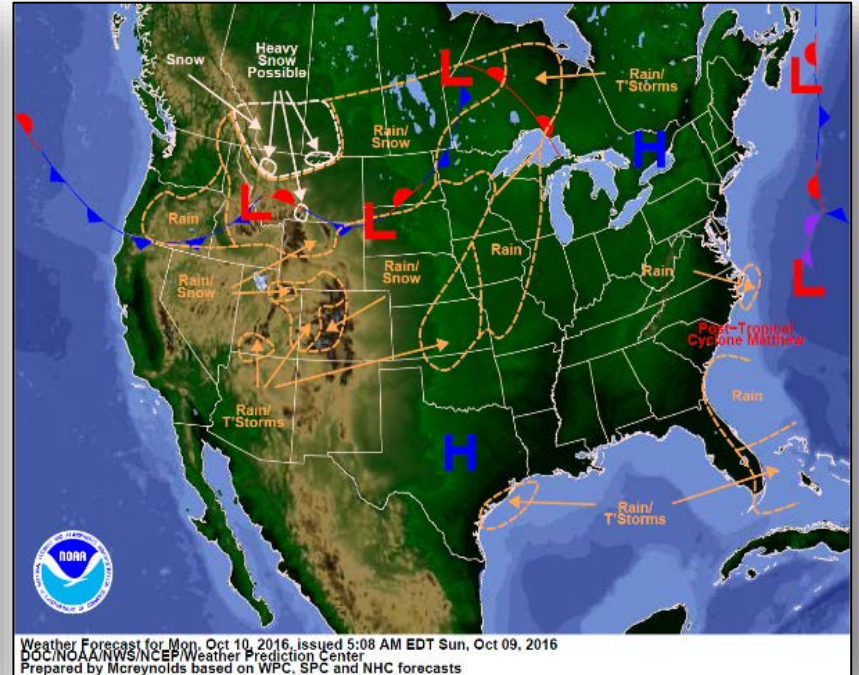 Snow
Heavy
Snow
Possible
L
Rain/
T'Storms
L
Rain/
Snow
H
L
Rain
L
Rain/
Snow
Rain/
Snow
Rain
Rain
L
Post-Tropical
Cyclone Matthew
Rain
Rain/
T'Storms
H
Rain/
T'Storms
NOAA
Weather Forecast for Mon, Oct 10, 2016, issued 5:08 AM EDT Sun, Oct 09, 2016
DOC/NOAA/NWS/NCEP/Weather Prediction Center
Prepared by Mcreynolds based on WPC, SPC and NHC forecasts